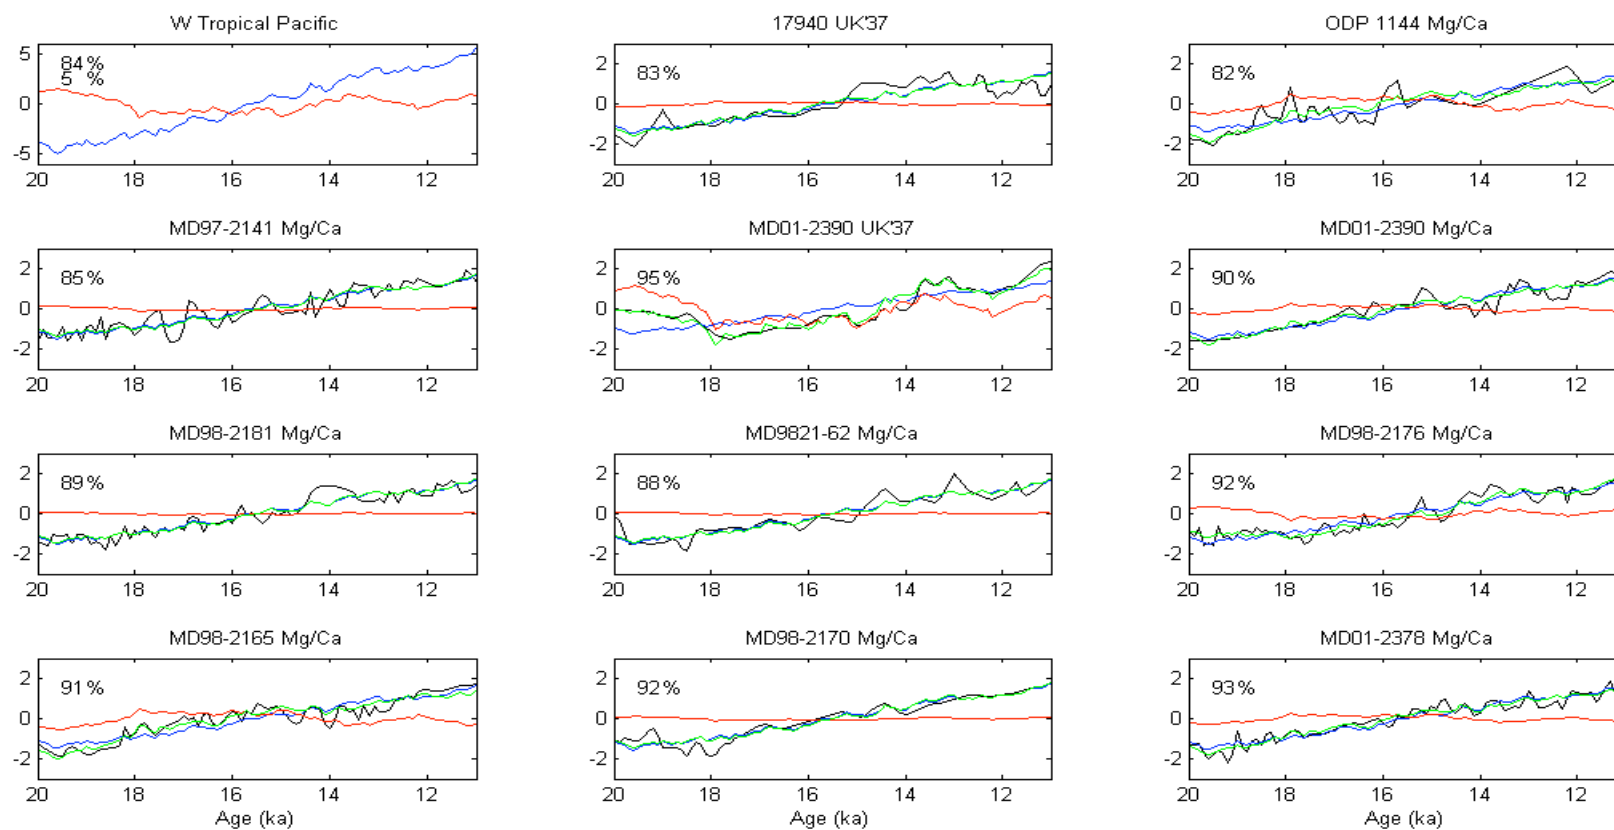 W Tropical Pacific
5
0
-5
84%
5 %
20 18 16 14 12
17940 UK'37
2
0
-2
83%
20 18 16 14 12
ODP 1144 Mg/Ca
2
0
-2
82%
20 18 16 14 12
MD97-2141 Mg/Ca
2
0
-2
85%
20 18 16 14 12
MD01-2390 UK'37
2
0
-2
95%
20 18 16 14 12
MD01-2390 Mg/Ca
2
0
-2
90%
20 18 16 14 12
MD98-2181 Mg/Ca
2
0
-2
89%
20 18 16 14 12
MD9821-62 Mg/Ca
2
0
-2
88%
20 18 16 14 12
MD98-2176 Mg/Ca
2
0
-2
92%
20 18 16 14 12
MD98-2165 Mg/Ca
2
0
-2
91%
20 18 16 14 12
Age (ka)
MD98-2170 Mg/Ca
2
0
-2
92%
20 18 16 14 12
Age (ka)
MD01-2378 Mg/Ca
2
0
-2
93%
20 18 16 14 12
Age (ka)